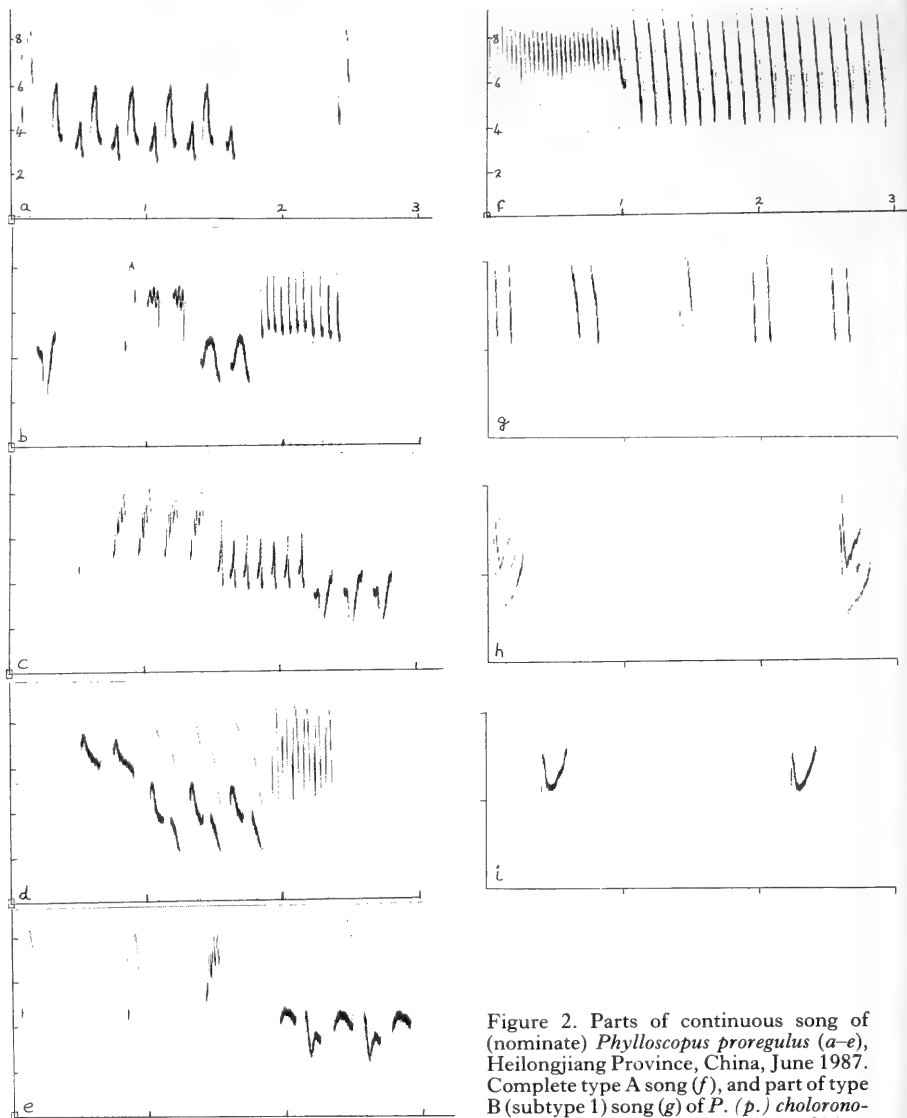 8
6
4
2
a
1
2
3
b
c
d
e
8
6
4
2
f
1
2
3
g
h
i
Figure 2. Parts of continuous song of
(nominate) Phylloscopus proregulus (a–e),
Heilongjiang Province, China, June 1987.
Complete type A song (f), and part of type
B (subtype 1) song (g) of P. (p.) chlorono-